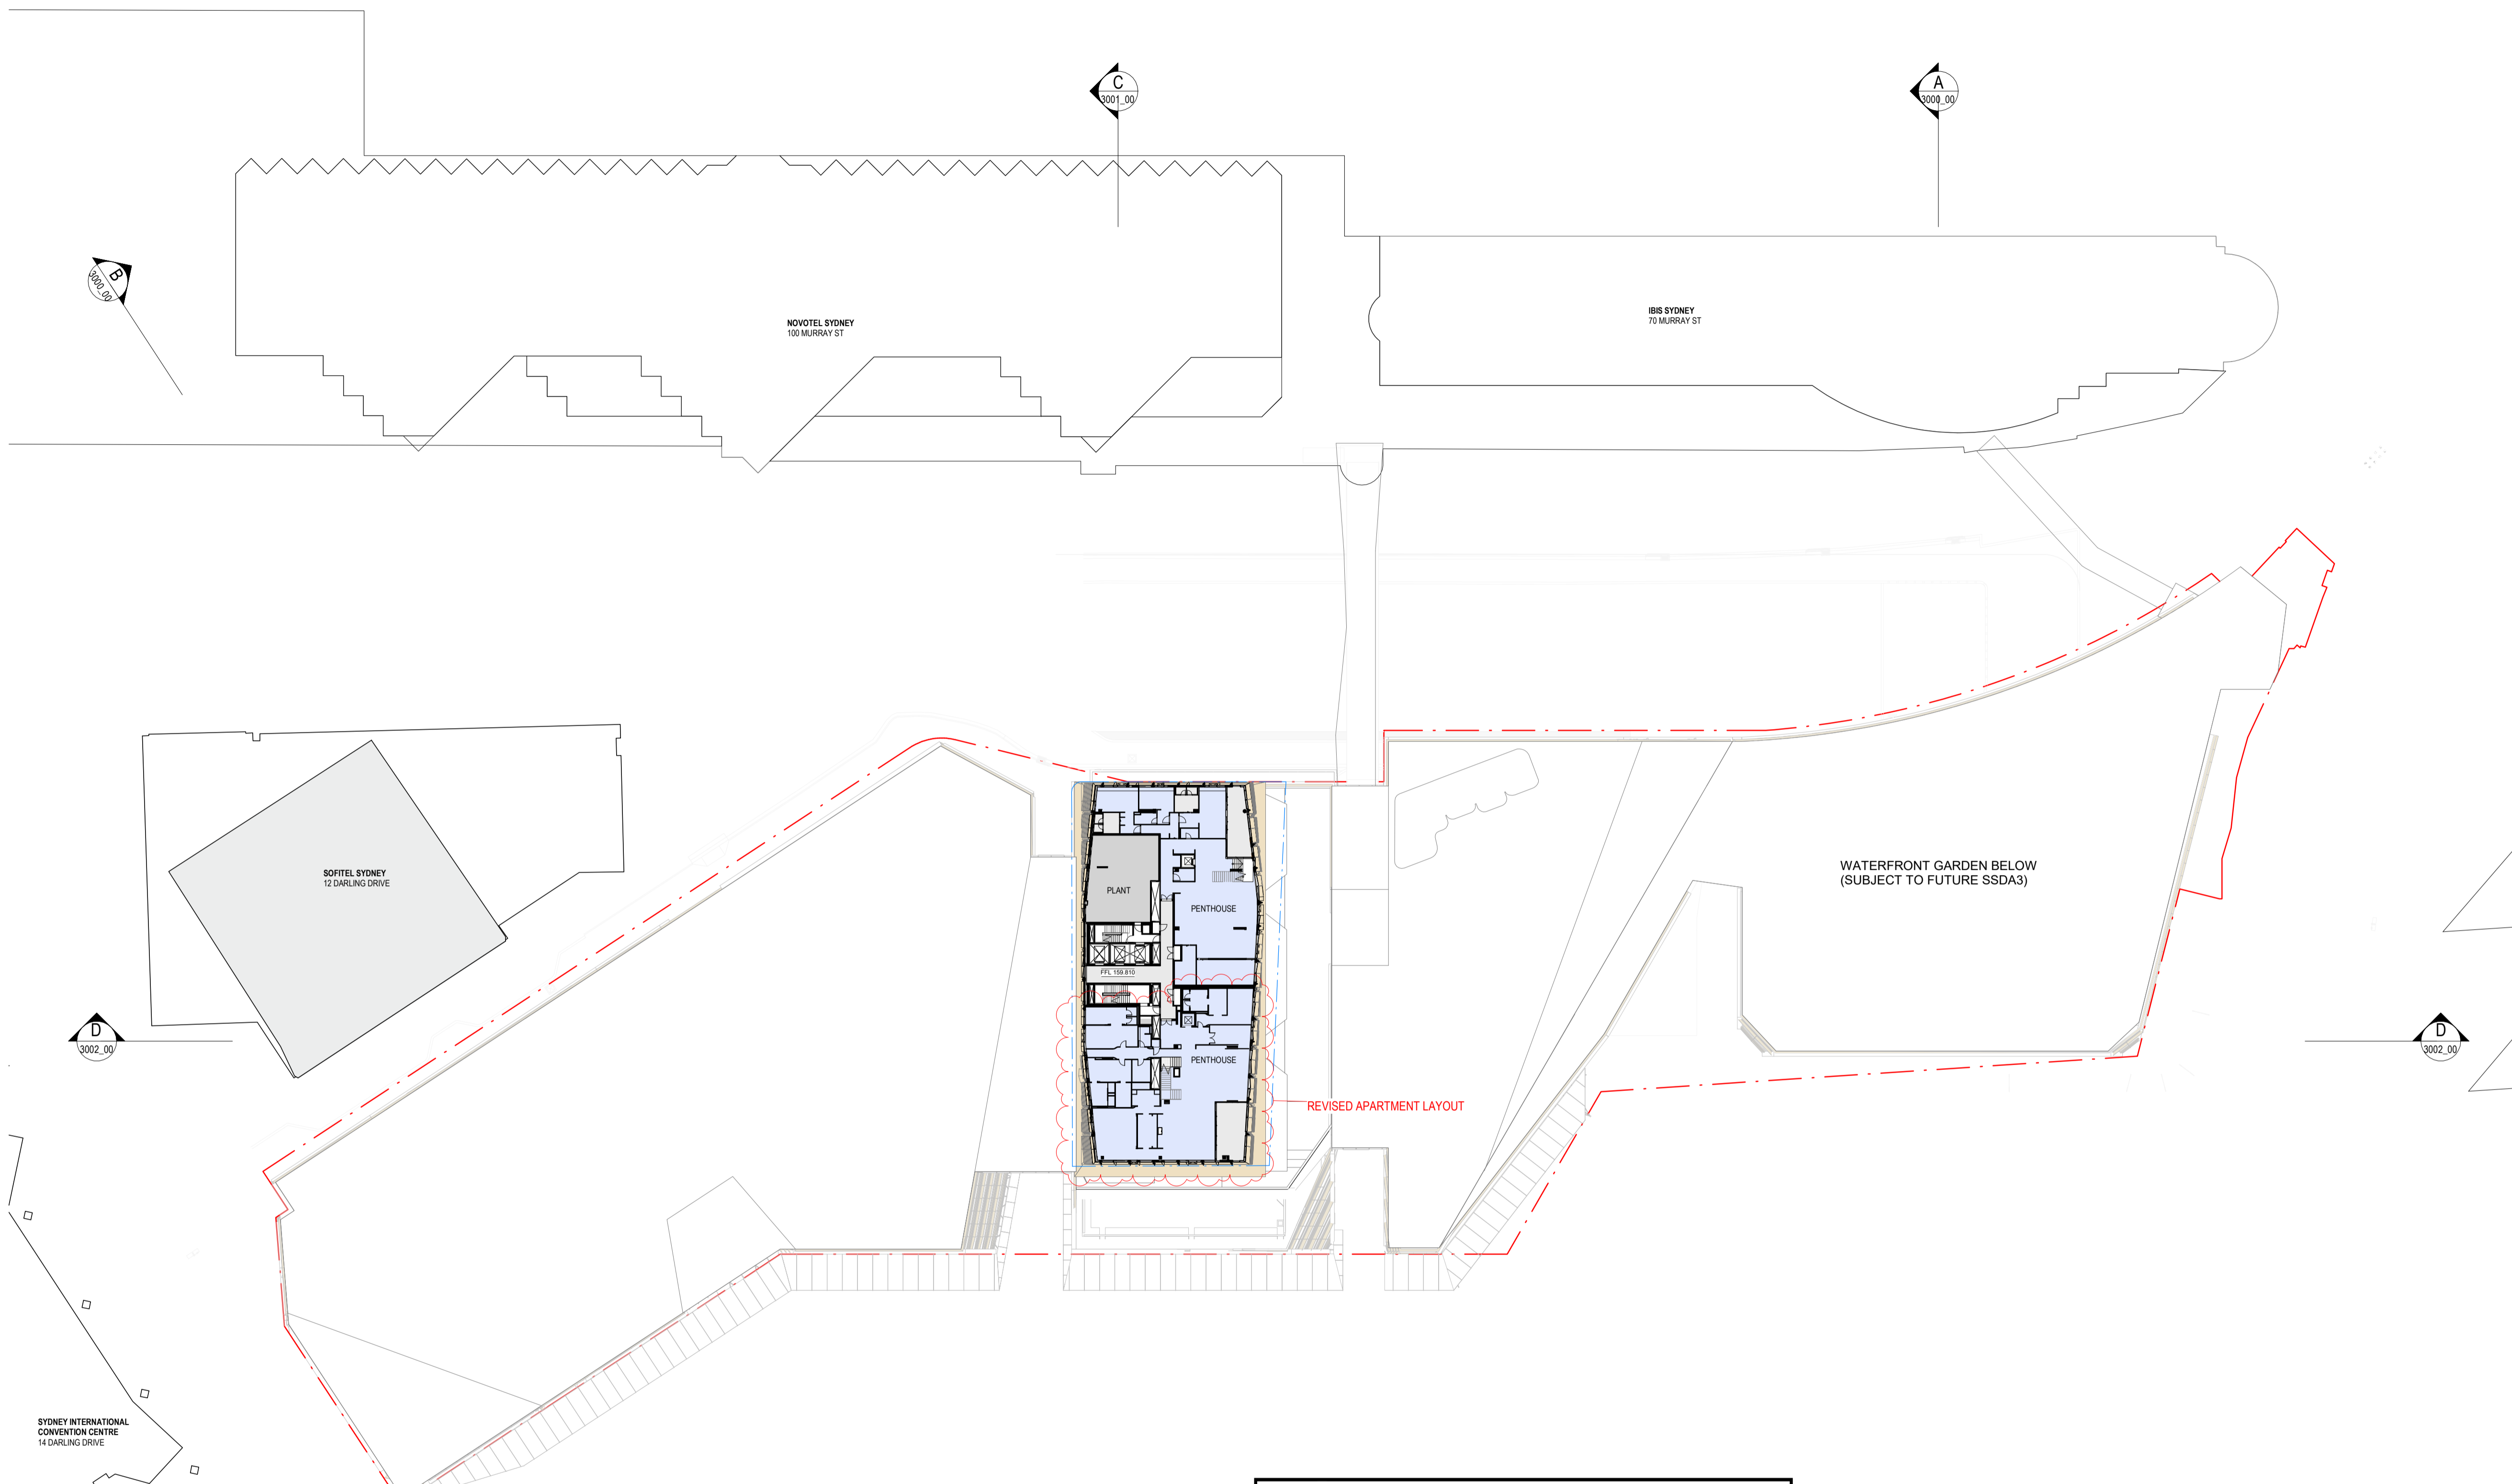 C
3001_00
A
3000_00
B
3000_00
NOVOTEL SYDNEY
100 MURRAY ST
IBIS SYDNEY
70 MURRAY ST
SOFITEL SYDNEY
12 DARLING DRIVE
WATERFRONT GARDEN BELOW
(SUBJECT TO FUTURE SSDA3)
PLANT
PENTHOUSE
FFL 159.810
D
3002_00
D
3002_00
PENTHOUSE
REVISED APARTMENT LAYOUT
SYDNEY INTERNATIONAL
CONVENTION CENTRE
14 DARLING DRIVE